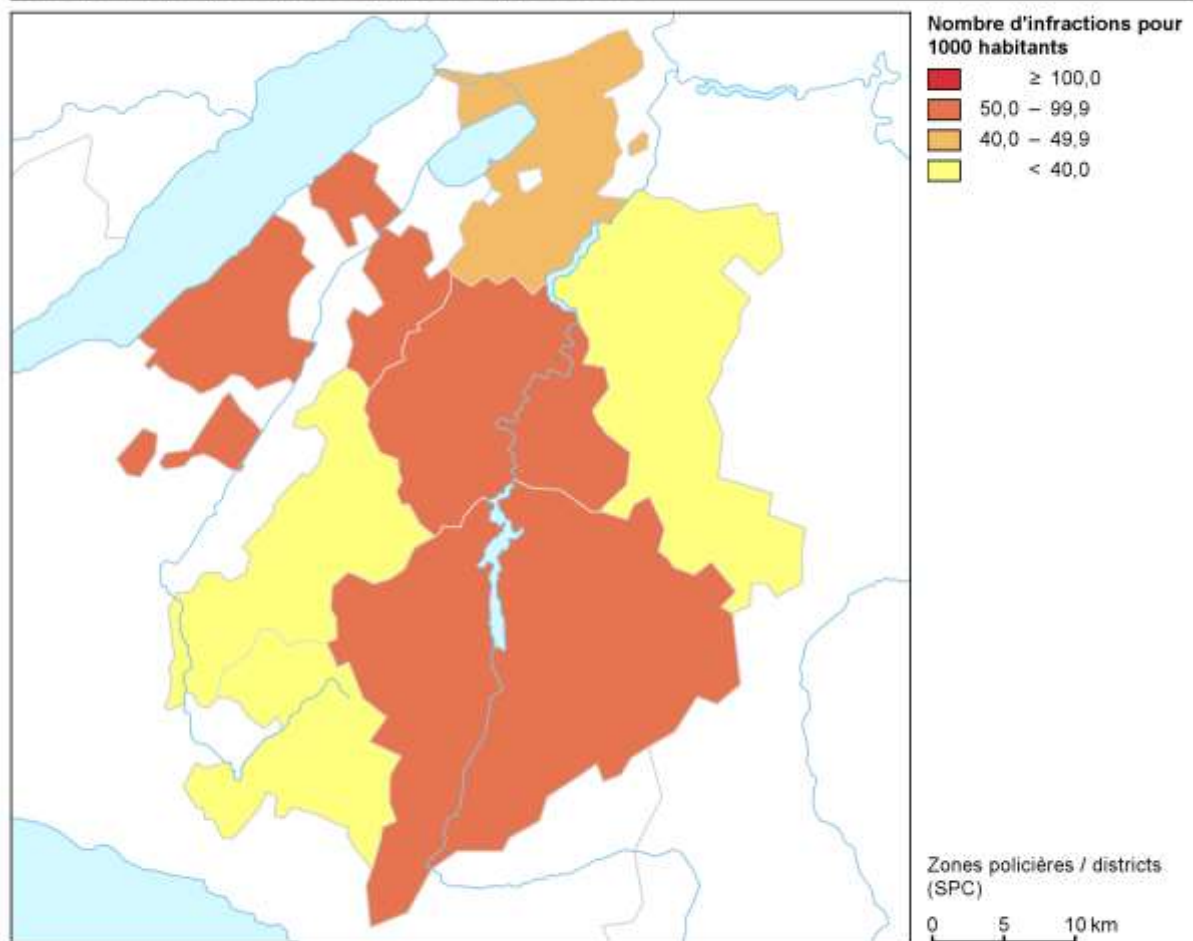 Nombre d'infractions pour
1000 habitants
≥ 100,0
50,0 – 99,9
40,0 – 49,9
< 40,0
Zones policières / districts
(SPC)
0 5 10 km